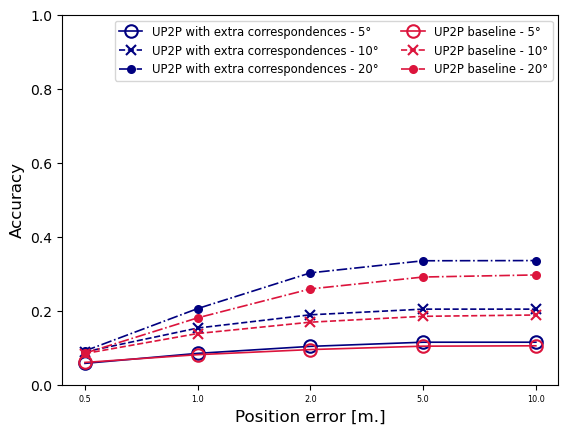 UP2P with extra correspondences - 5°
UP2P with extra correspondences - 10°
UP2P with extra correspondences - 20°
UP2P baseline - 5°
UP2P baseline - 10°
UP2P baseline - 20°
1.0
0.8
0.6
0.4
0.2
0.0
Accuracy
0.5 1.0 2.0 5.0 10.0
Position error [m.]